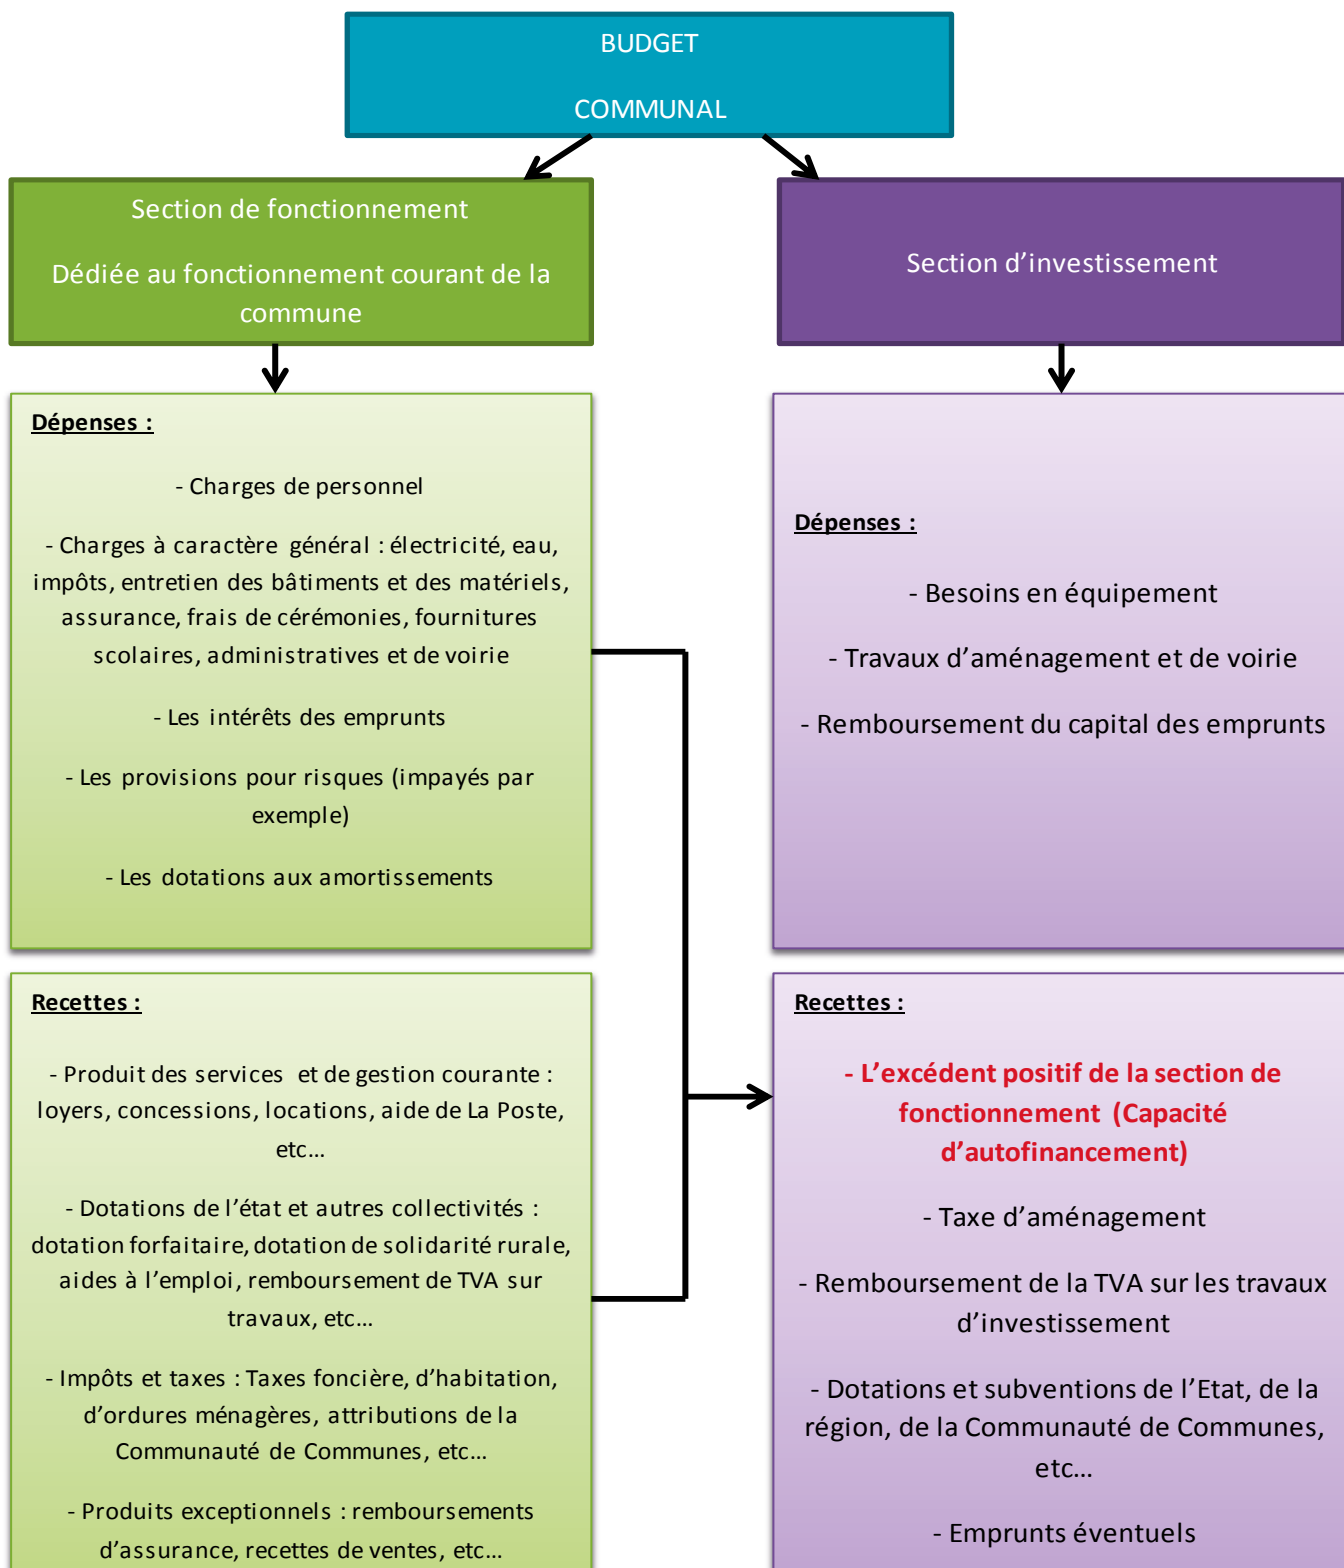 BUDGET
COMMUNAL
Section de fonctionnement
Dédiée au fonctionnement courant de la
commune
Section d’investissement
Dépenses :
- Charges de personnel
- Charges à caractère général : électricité, eau,
impôts, entretien des bâtiments et des matériels,
assurance, frais de cérémonies, fournitures
scolaires, administratives et de voirie
- Les intérêts des emprunts
- Les provisions pour risques (impayés par
exemple)
- Les dotations aux amortissements
Dépenses :
- Besoins en équipement
- Travaux d’aménagement et de voirie
- Remboursement du capital des emprunts
Recettes :
- Produit des services et de gestion courante :
loyers, concessions, locations, aide de La Poste,
etc…
- Dotations de l’état et autres collectivités :
dotation forfaitaire, dotation de solidarité rurale,
aides à l’emploi, remboursement de TVA sur
travaux, etc…
- Impôts et taxes : Taxes foncière, d’habitation,
d’ordures ménagères, attributions de la
Communauté de Communes, etc…
- Produits exceptionnels : remboursements
d’assurance, recettes de ventes, etc…
Recettes :
- L’excédent positif de la section de
fonctionnement (Capacité
d’autofinancement)
- Taxe d’aménagement
- Remboursement de la TVA sur les travaux
d’investissement
- Dotations et subventions de l’Etat, de la
région, de la Communauté de Communes,
etc…
- Emprunts éventuels